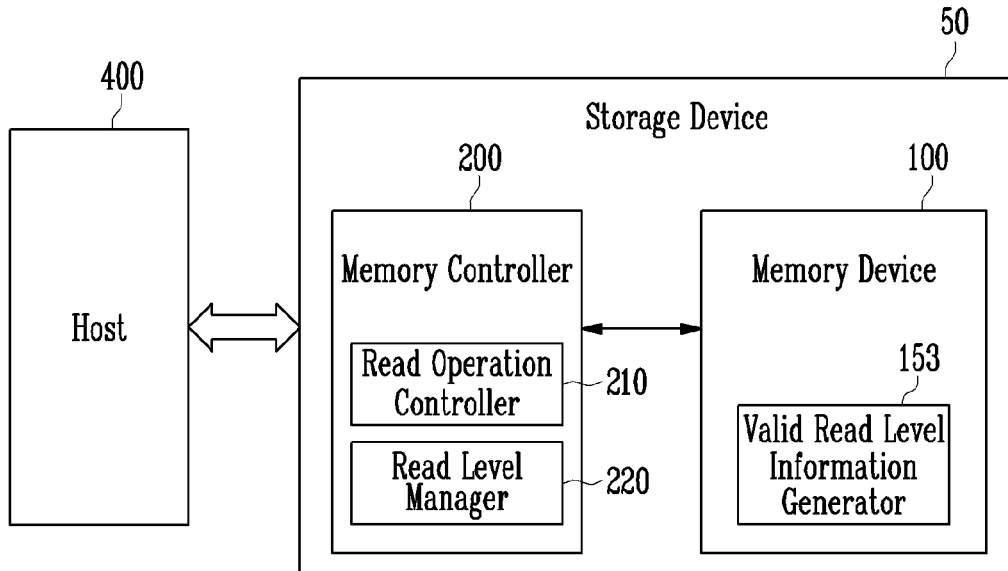 50
400
Storage Device
200
100
Memory Controller
Memory Device
Host
Read Operation
Controller
210
153
Valid Read Level
Information
Generator
Read Level
Manager
220